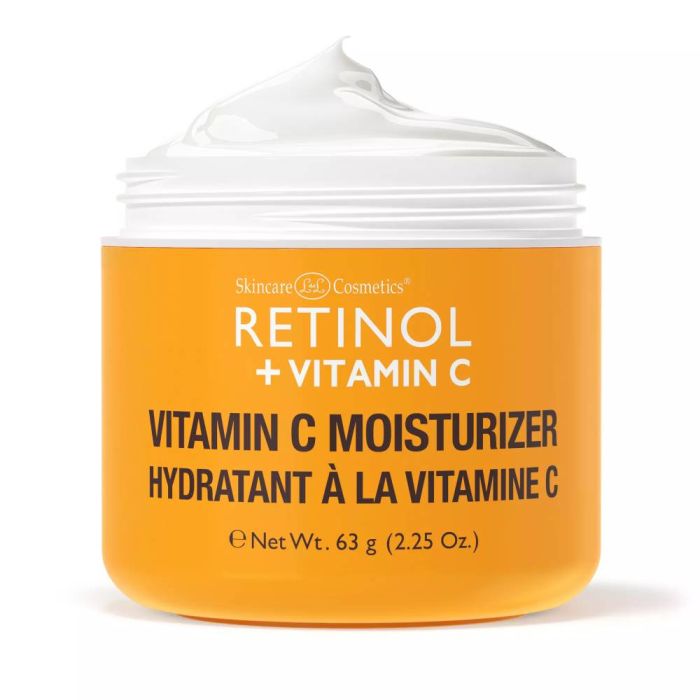 Skincare L&L Cosmetics®
RETINOL
+ VITAMIN C
VITAMIN C MOISTURIZER
HYDRATANT À LA VITAMINE C
℮ Net Wt. 63 g (2.25 Oz.)